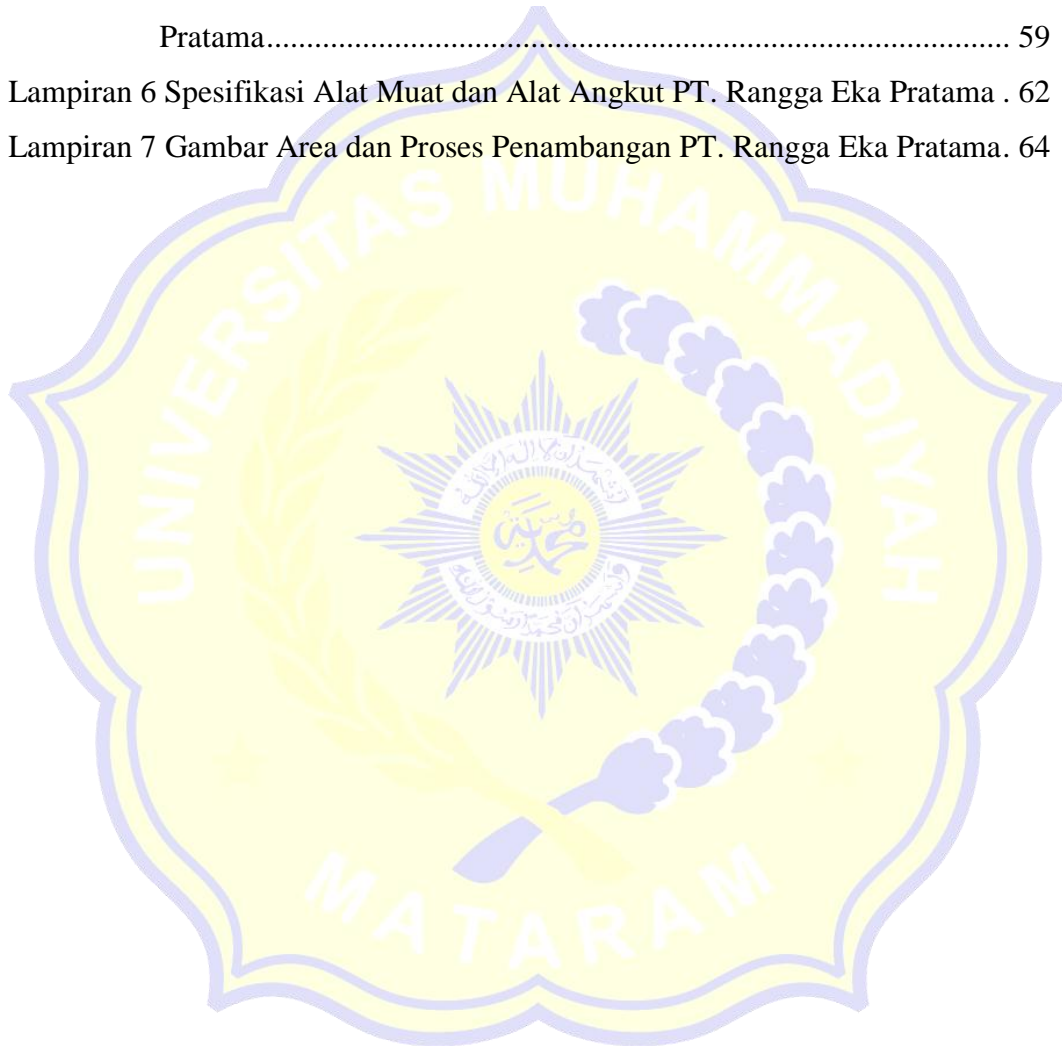 Pratama............................................................................... 59
Lampiran 6 Spesifikasi Alat Muat dan Alat Angkut PT. Rangga Eka Pratama . 62
Lampiran 7 Gambar Area dan Proses Penambangan PT. Rangga Eka Pratama. 64
UNIVERSITAS MUHAMMADIYAH
محمد
MATARAM